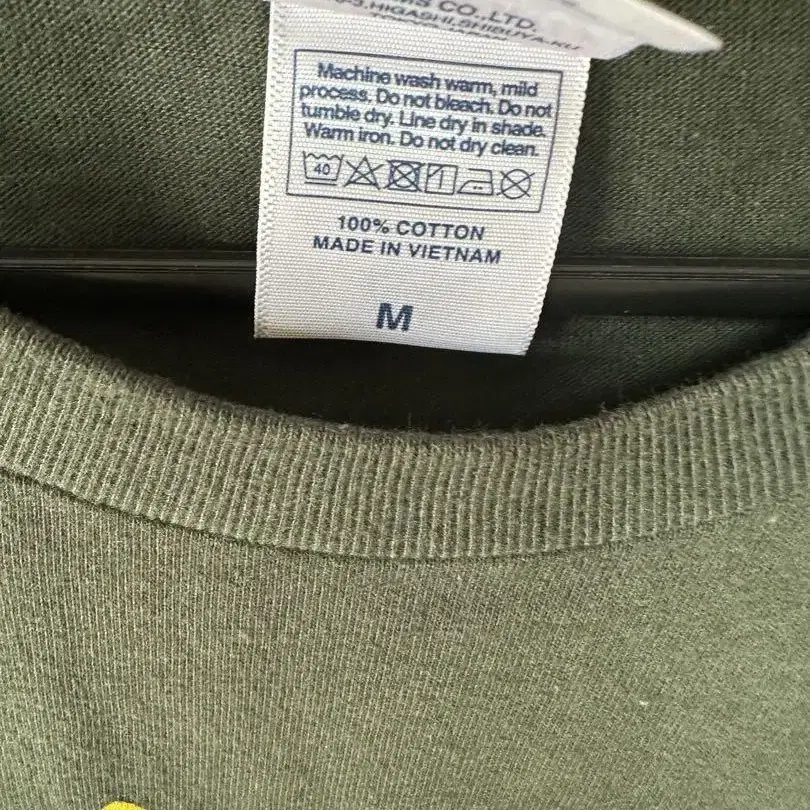 CO.,LTD.
HIGASHI,SHIBUYA-KU
Machine wash warm, mild
process. Do not bleach. Do not
tumble dry. Line dry in shade.
Warm iron. Do not dry clean.
40
100% COTTON
MADE IN VIETNAM
M